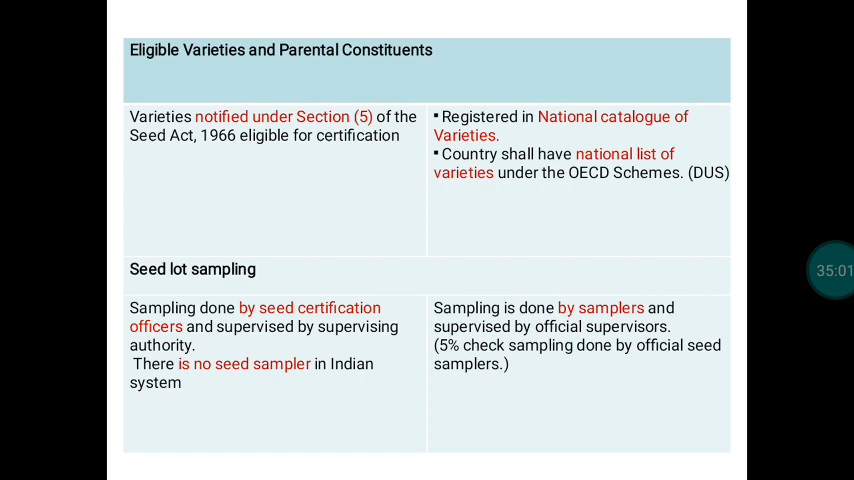 Eligible Varieties and Parental Constituents
Varieties notified under Section (5) of the
Seed Act, 1966 eligible for certification
▪Registered in National catalogue of
Varieties.
▪Country shall have national list of
varieties under the OECD Schemes. (DUS)
Seed lot sampling
Sampling done by seed certification
officers and supervised by supervising
authority.
There is no seed sampler in Indian
system
Sampling is done by samplers and
supervised by official supervisors.
(5% check sampling done by official seed
samplers.)
35:01